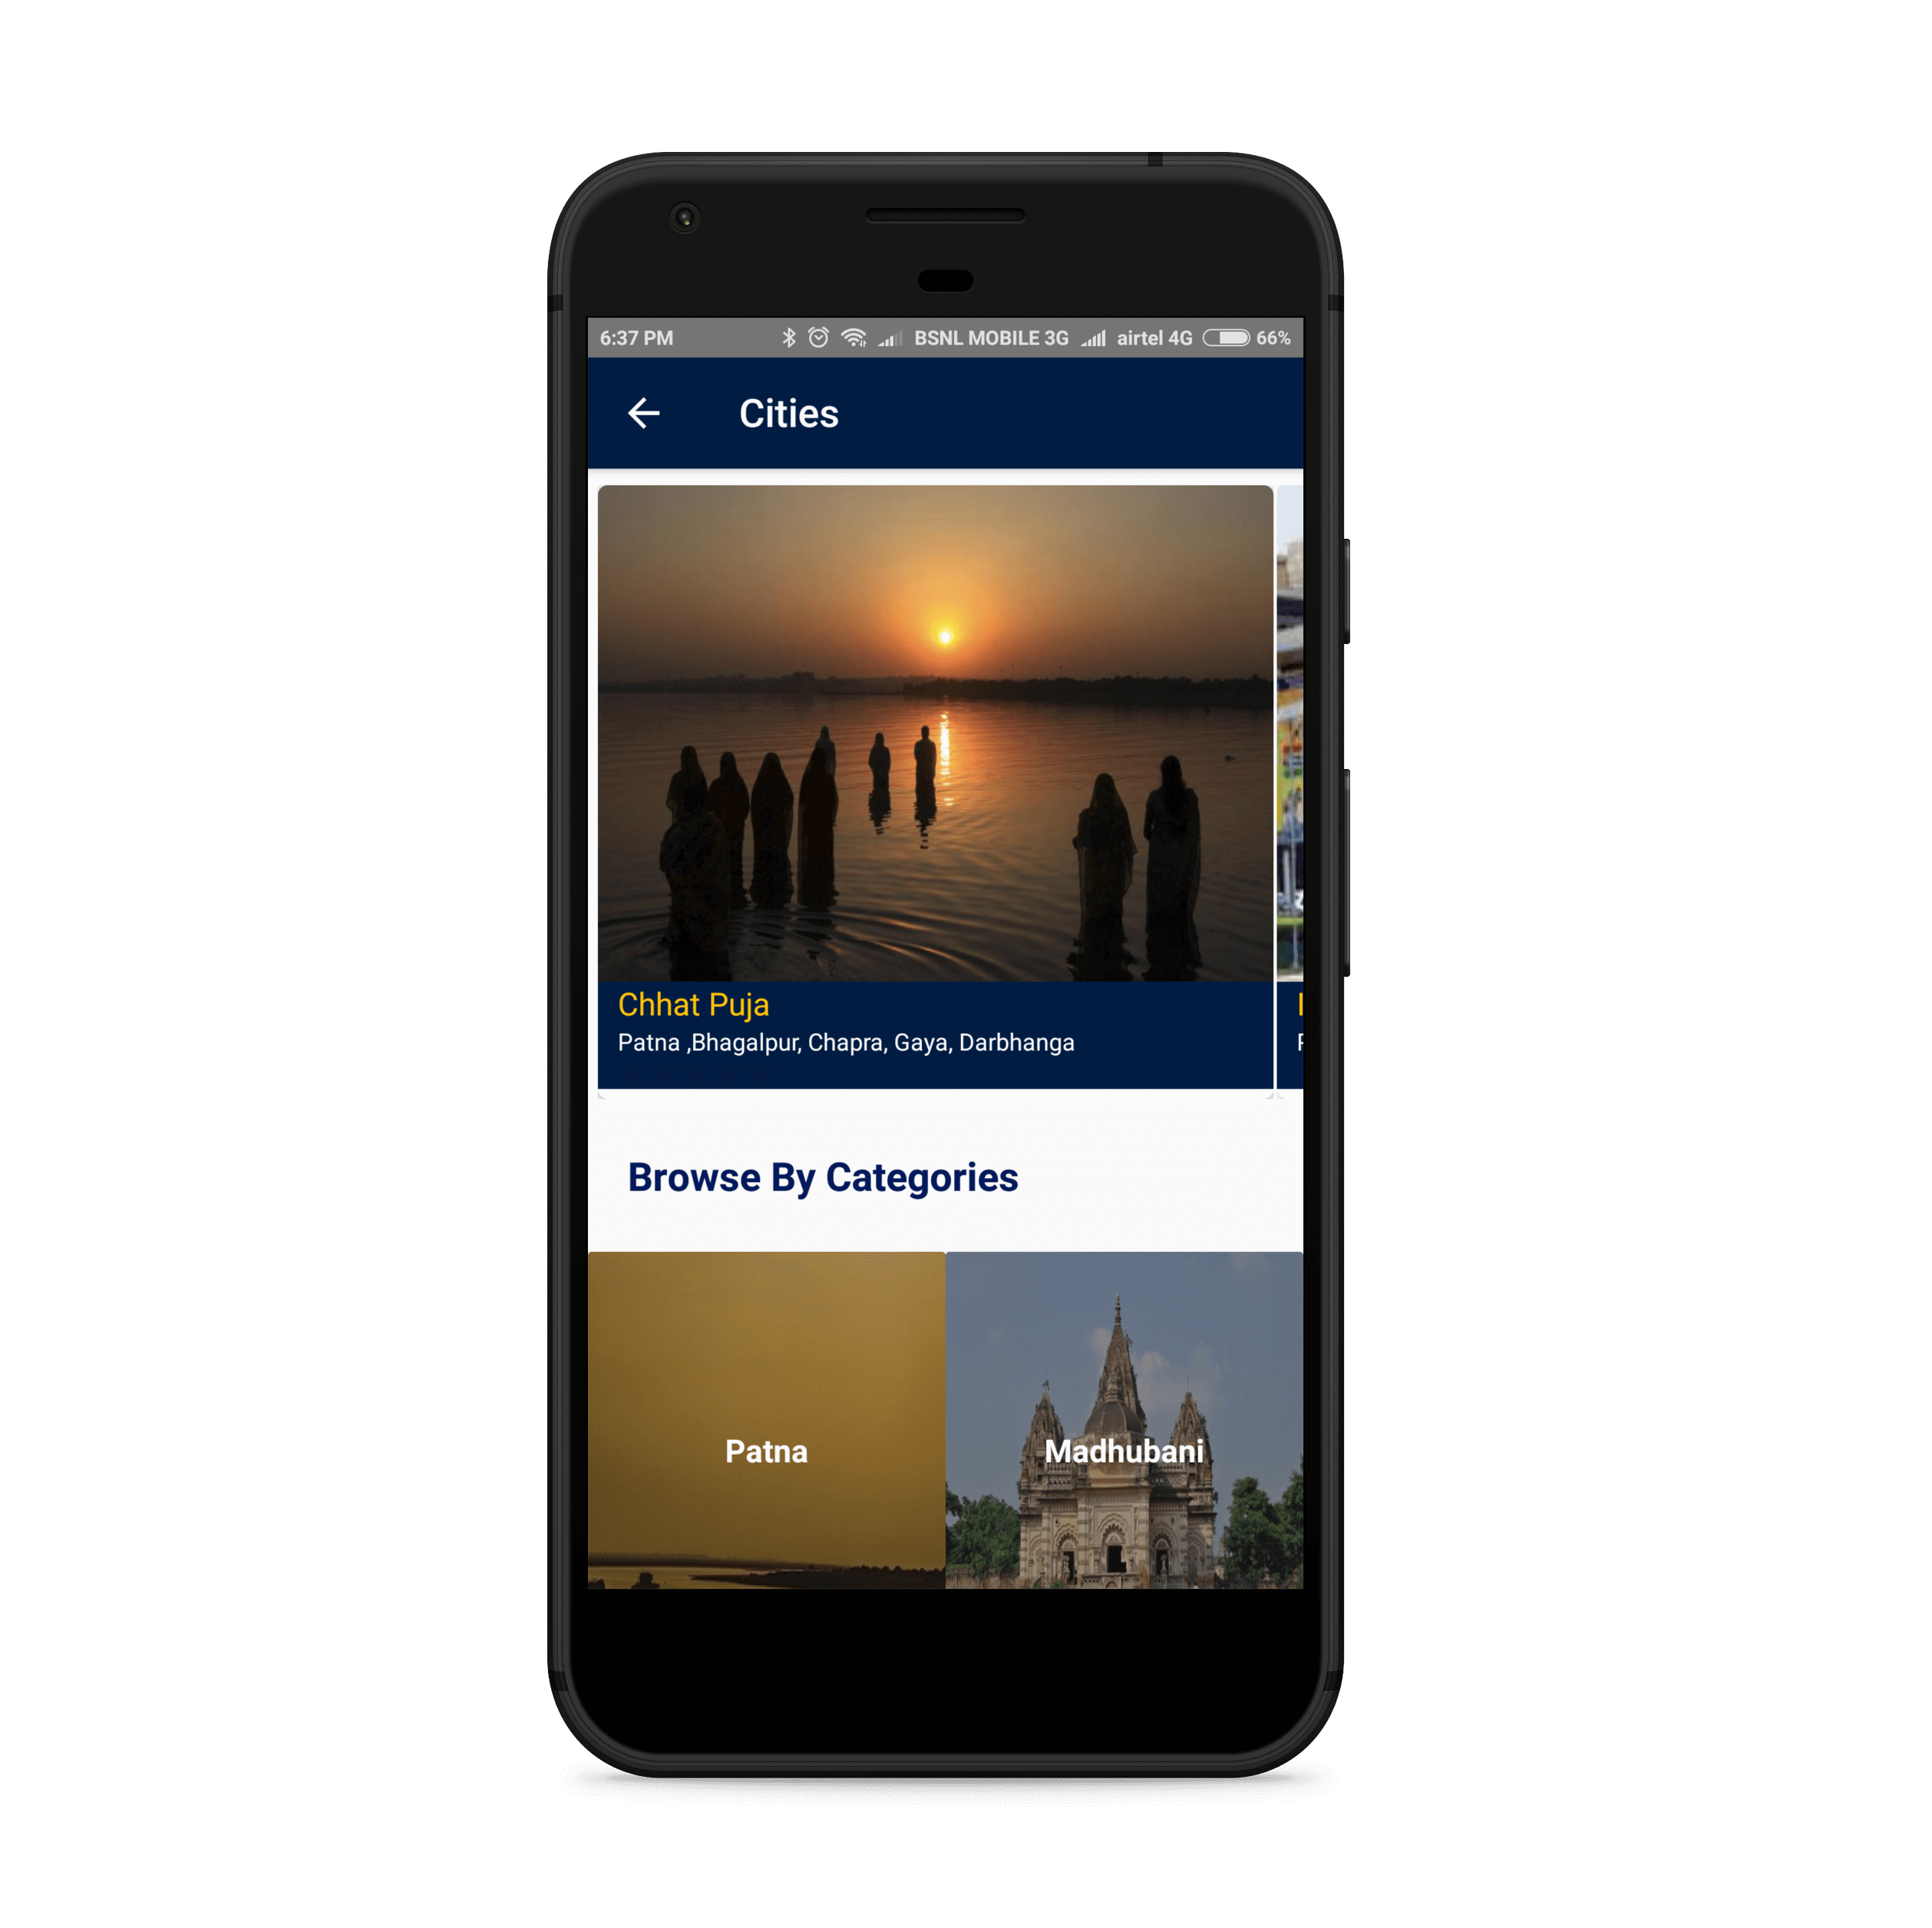 6:37 PM BSNL MOBILE 3G airtel 4G 66%
Cities
Chhat Puja
Patna ,Bhagalpur, Chapra, Gaya, Darbhanga
Browse By Categories
Patna Madhubani